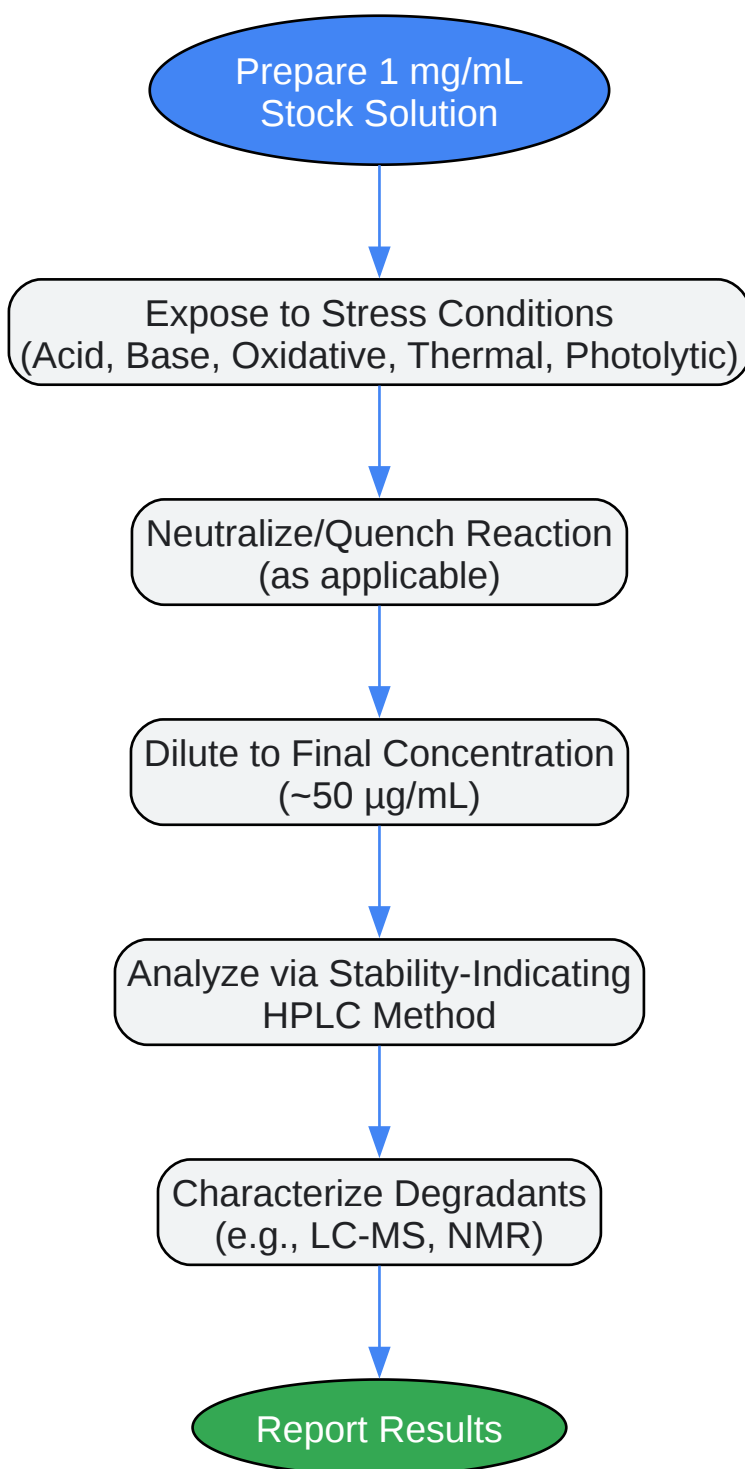 Prepare 1 mg/mL
Stock Solution
Expose to Stress Conditions
(Acid, Base, Oxidative, Thermal, Photolytic)
Neutralize/Quench Reaction
(as applicable)
Dilute to Final Concentration
(~50 µg/mL)
Analyze via Stability-Indicating
HPLC Method
Characterize Degradants
(e.g., LC-MS, NMR)
Report Results